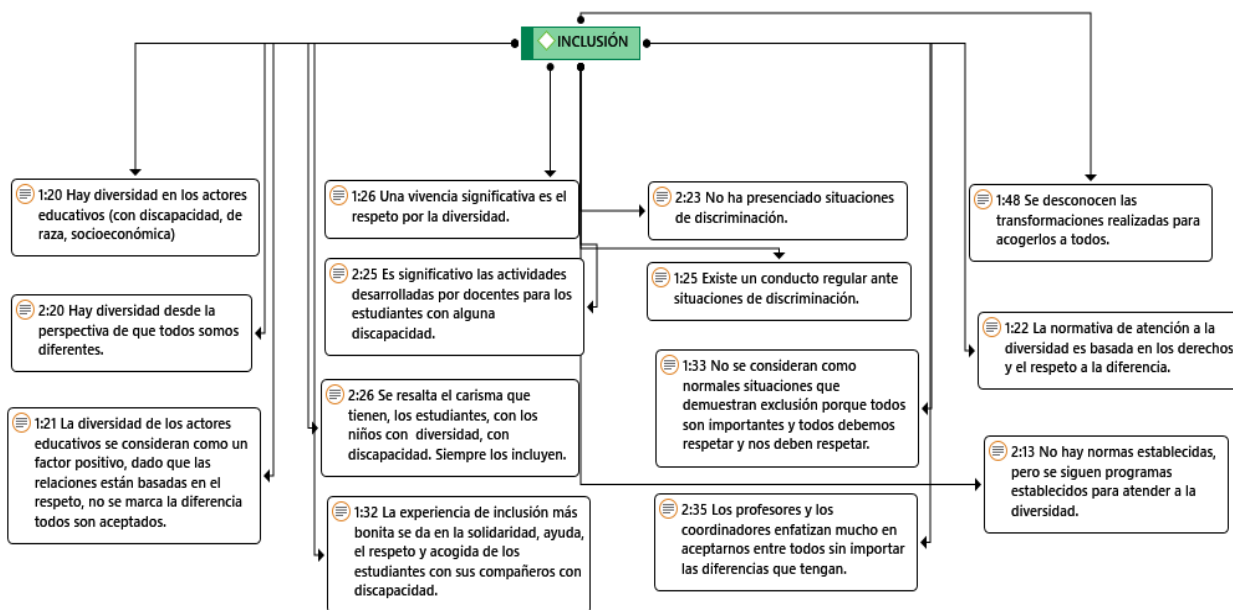 INCLUSIÓN
1:20 Hay diversidad en los actores
educativos (con discapacidad, de
raza, socioeconómica)
2:20 Hay diversidad desde la
perspectiva de que todos somos
diferentes.
1:21 La diversidad de los actores
educativos se consideran como un
factor positivo, dado que las
relaciones están basadas en el
respeto, no se marca la diferencia
todos son aceptados.
1:26 Una vivencia significativa es el
respeto por la diversidad.
2:25 Es significativo las actividades
desarrolladas por docentes para los
estudiantes con alguna
discapacidad.
2:26 Se resalta el carisma que
tienen, los estudiantes, con los
niños con diversidad, con
discapacidad. Siempre los incluyen.
1:32 La experiencia de inclusión más
bonita se da en la solidaridad, ayuda,
el respeto y acogida de los
estudiantes con sus compañeros con
discapacidad.
2:23 No ha presenciado situaciones
de discriminación.
1:25 Existe un conducto regular ante
situaciones de discriminación.
1:33 No se consideran como
normales situaciones que
demuestran exclusión porque todos
son importantes y todos debemos
respetar y nos deben respetar.
2:35 Los profesores y los
coordinadores enfatizan mucho en
aceptarnos entre todos sin importar
las diferencias que tengan.
1:48 Se desconocen las
transformaciones realizadas para
acogerlos a todos.
1:22 La normativa de atención a la
diversidad es basada en los derechos
y el respeto a la diferencia.
2:13 No hay normas establecidas,
pero se siguen programas
establecidos para atender a la
diversidad.